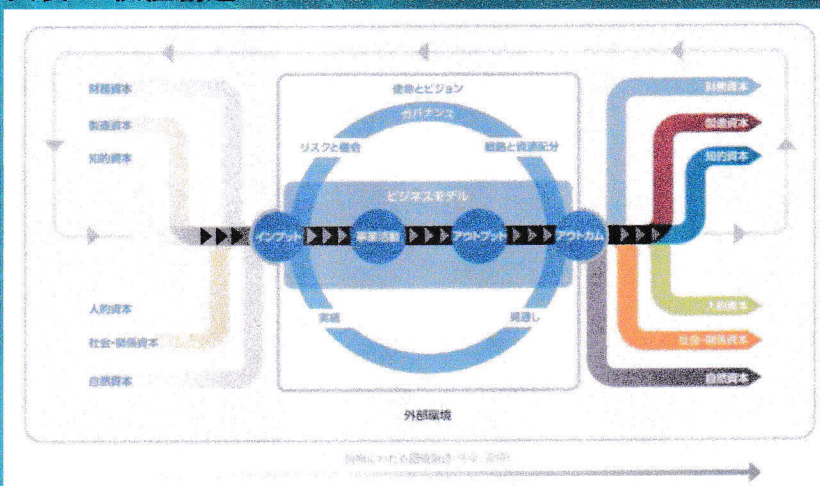 財務資本
製造資本
知的資本
人的資本
社会・関係資本
自然資本
使命とビジョン
ガバナンス
リスクと機会
戦略と資源配分
ビジネスモデル
インプット
事業活動
アウトプット
アウトカム
実績
見通し
外部環境
財務資本
製造資本
知的資本
人的資本
社会・関係資本
自然資本